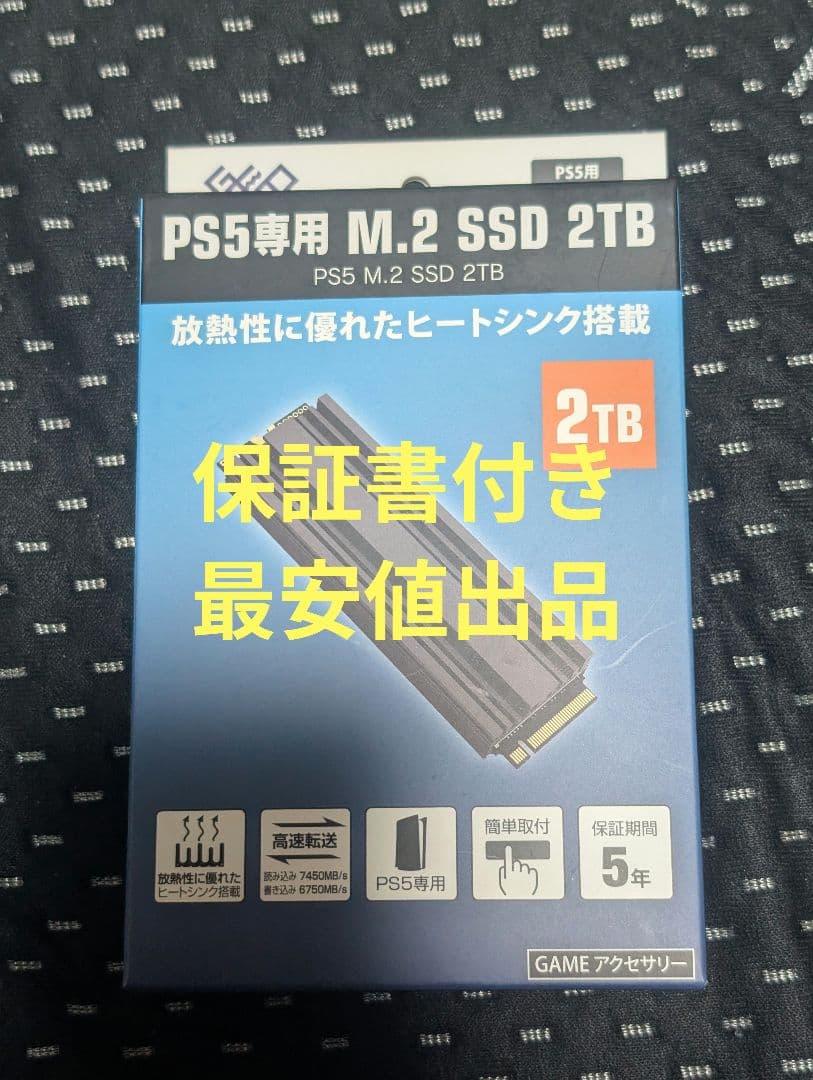 GEO
PS5用
PS5専用 M.2 SSD 2TB
PS5 M.2 SSD 2TB
放熱性に優れたヒートシンク搭載
2TB
保証書付き
最安値出品
放熱性に優れた
ヒートシンク搭載
高速転送
読み込み 7450MB/s
書き込み 6750MB/s
PS5専用
簡単取付
保証期間
5年
GAME アクセサリー